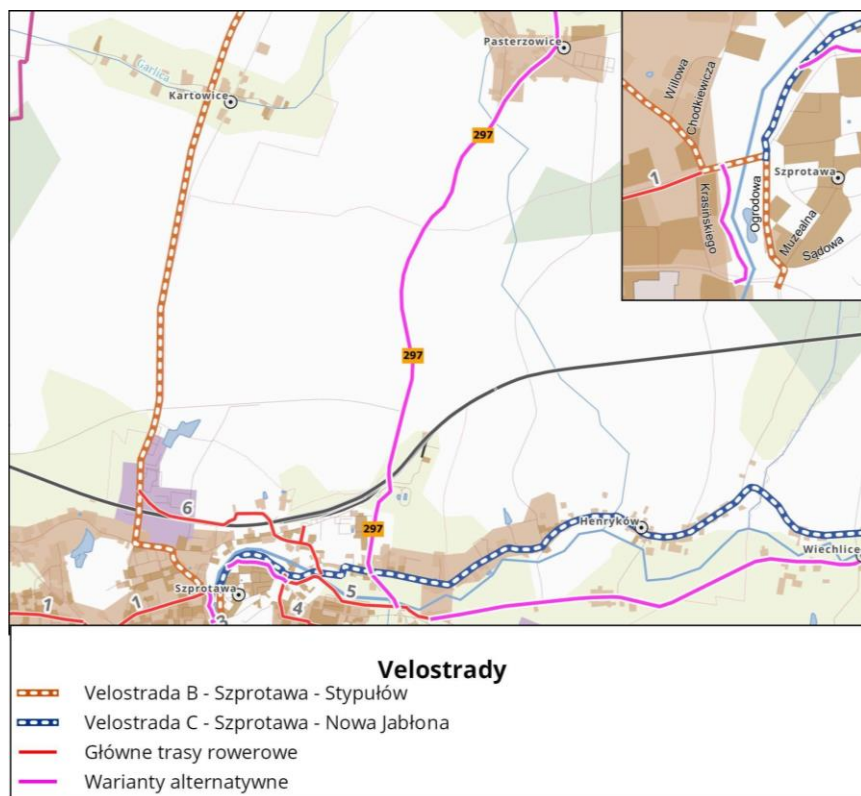 Pasterzowice
Garlica
Kartowice
297
297
297
6
Henryków
Wiechlice
Szprotawa
1
1
3
4
5
Willowa
Chodkiewicza
1
Krasińskiego
Ogrodowa
Szprotawa
Muzealna
Sądowa
Velostrady
Velostrada B - Szprotawa - Stypułów
Velostrada C - Szprotawa - Nowa Jabłona
Główne trasy rowerowe
Warianty alternatywne